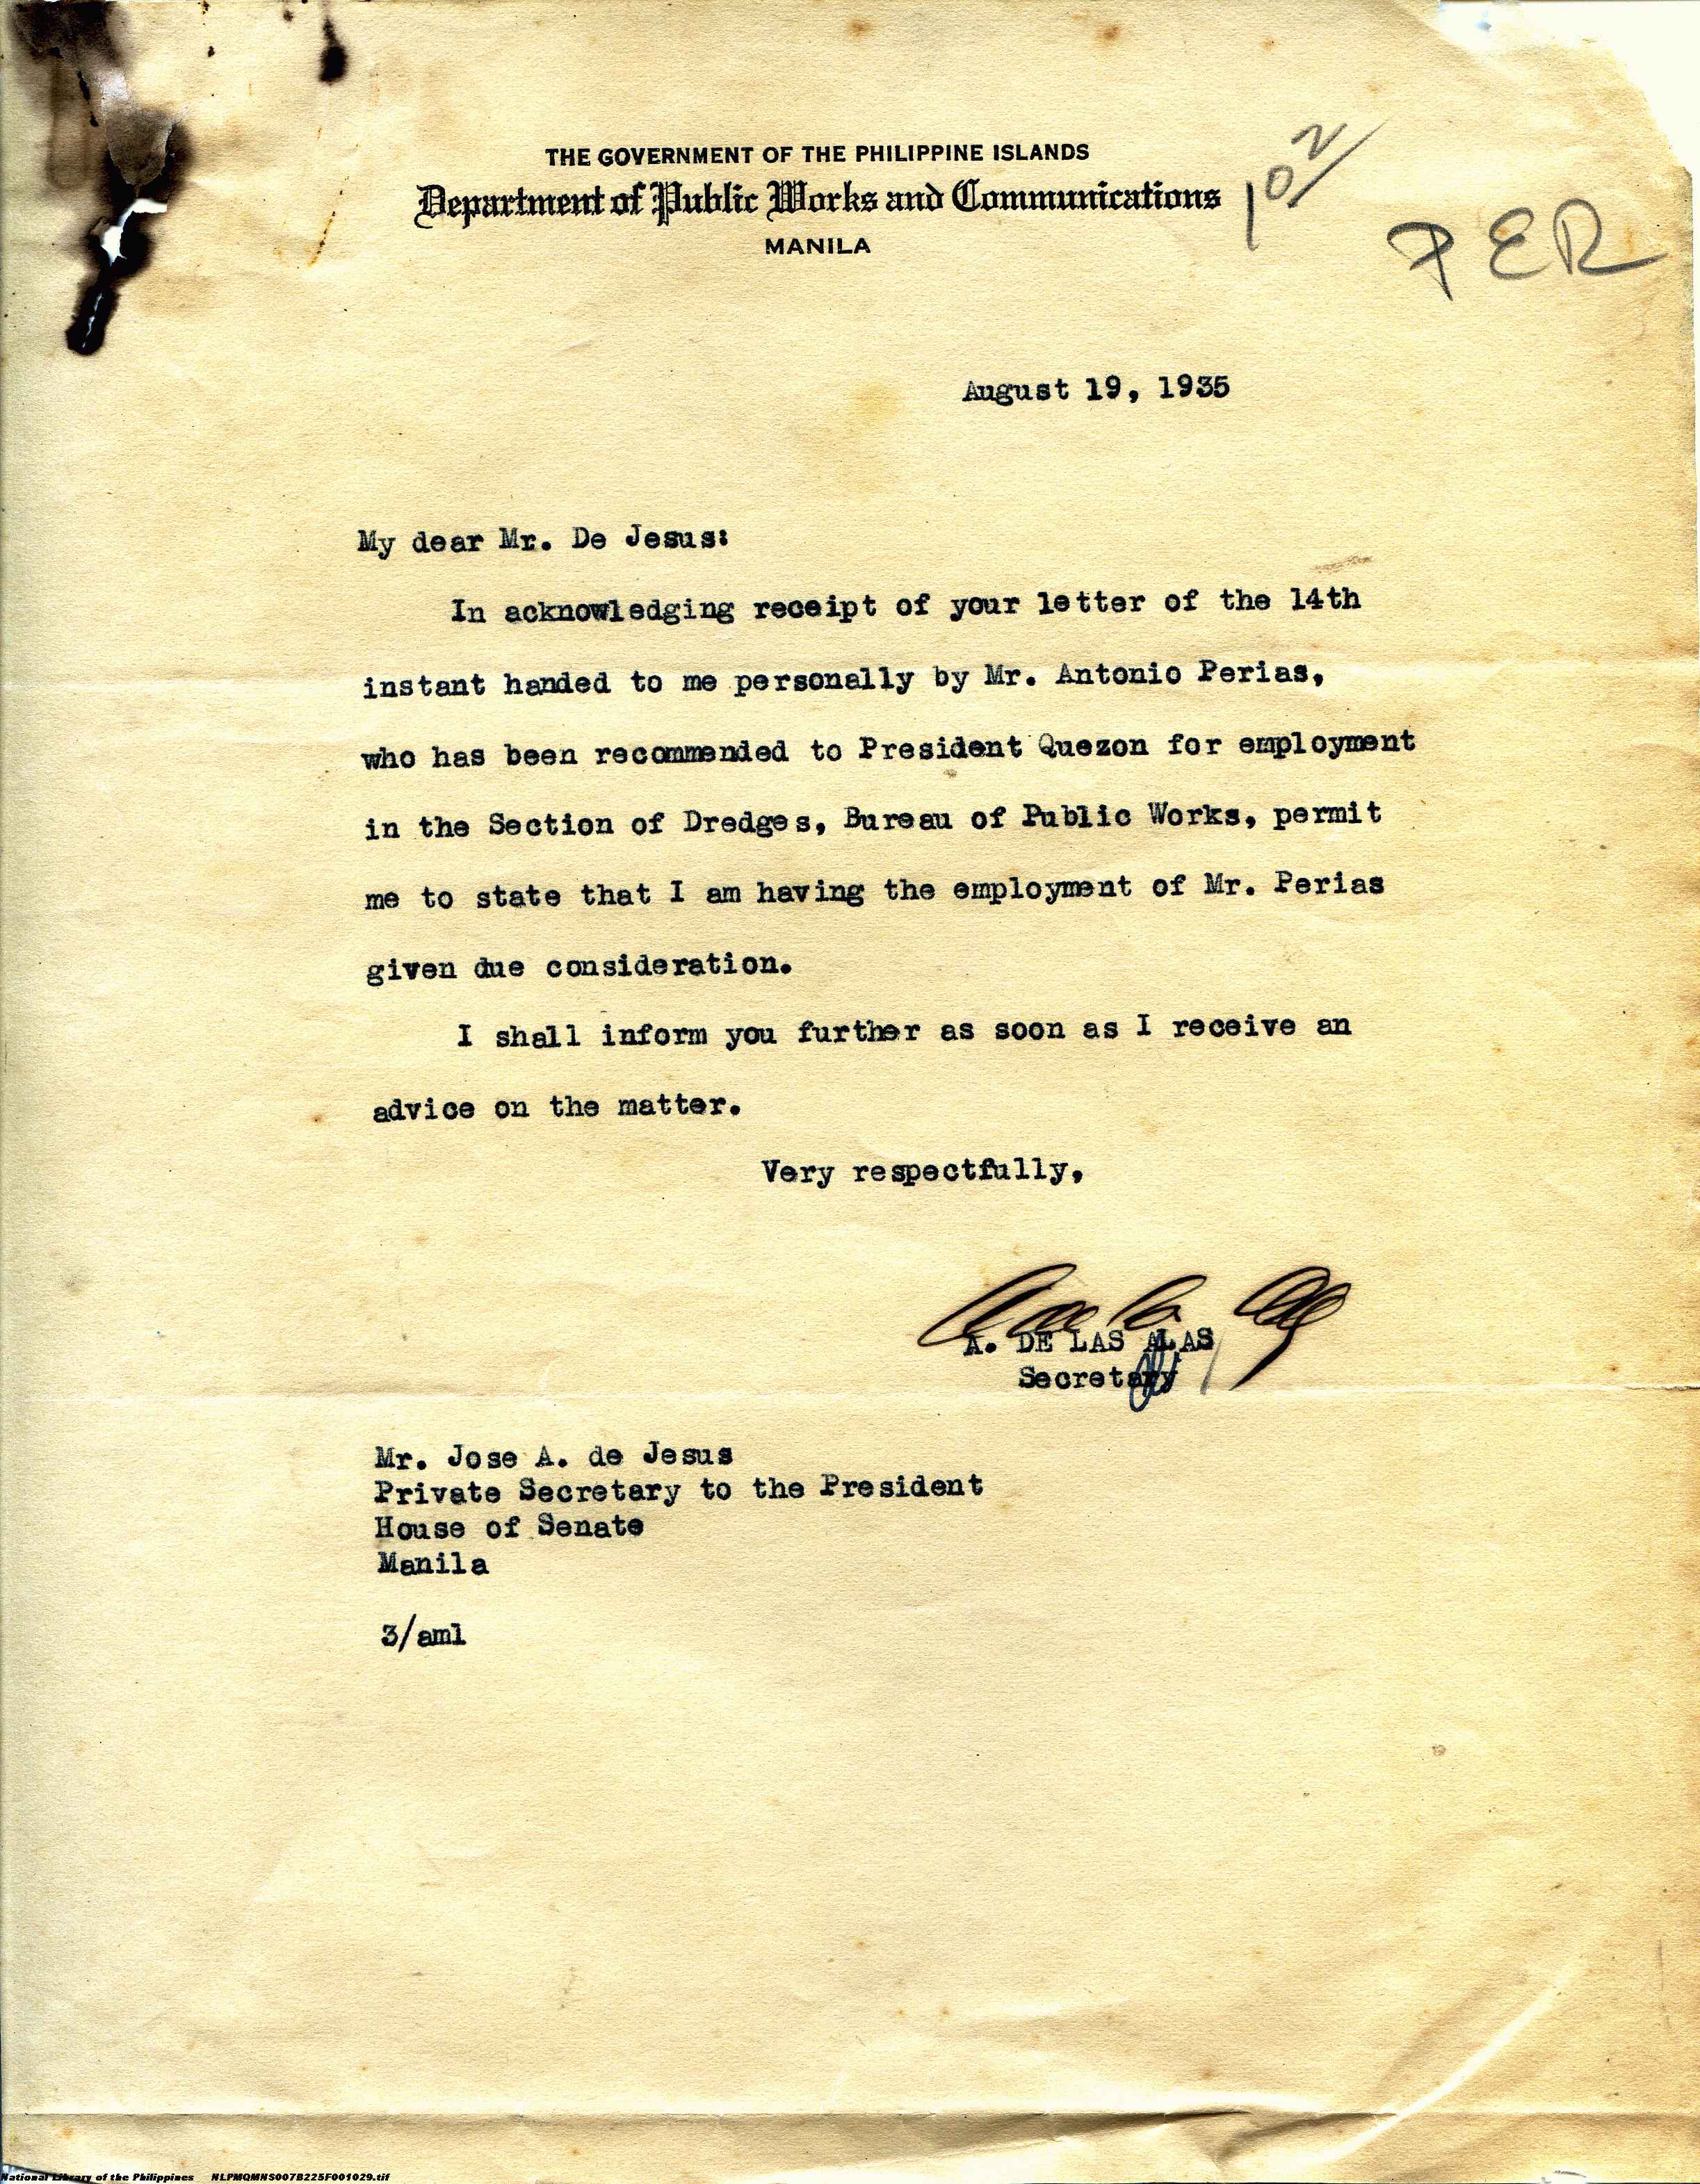 THE GOVERNMENT OF THE PHILIPPINE ISLANDS
Department of Public Works and Communications
MANILA
102
PER
August 19, 1935
My dear Mr. De Jesus:
In acknowledging receipt of your letter of the 14th
instant handed to me personally by Mr. Antonio Perias,
who has been recommended to President Quezon for employment
in the Section of Dredges, Bureau of Public Works, permit
me to state that I am having the employment of Mr. Perias
given due consideration.
I shall inform you further as soon as I receive an
advice on the matter.
Very respectfully,
A. DE LAS ALAS
Secretary
Mr. Jose A. de Jesus
Private Secretary to the President
House of Senate
Manila
3/aml
National Library of the Philippines NLPMQMNS007B225F001029.tif